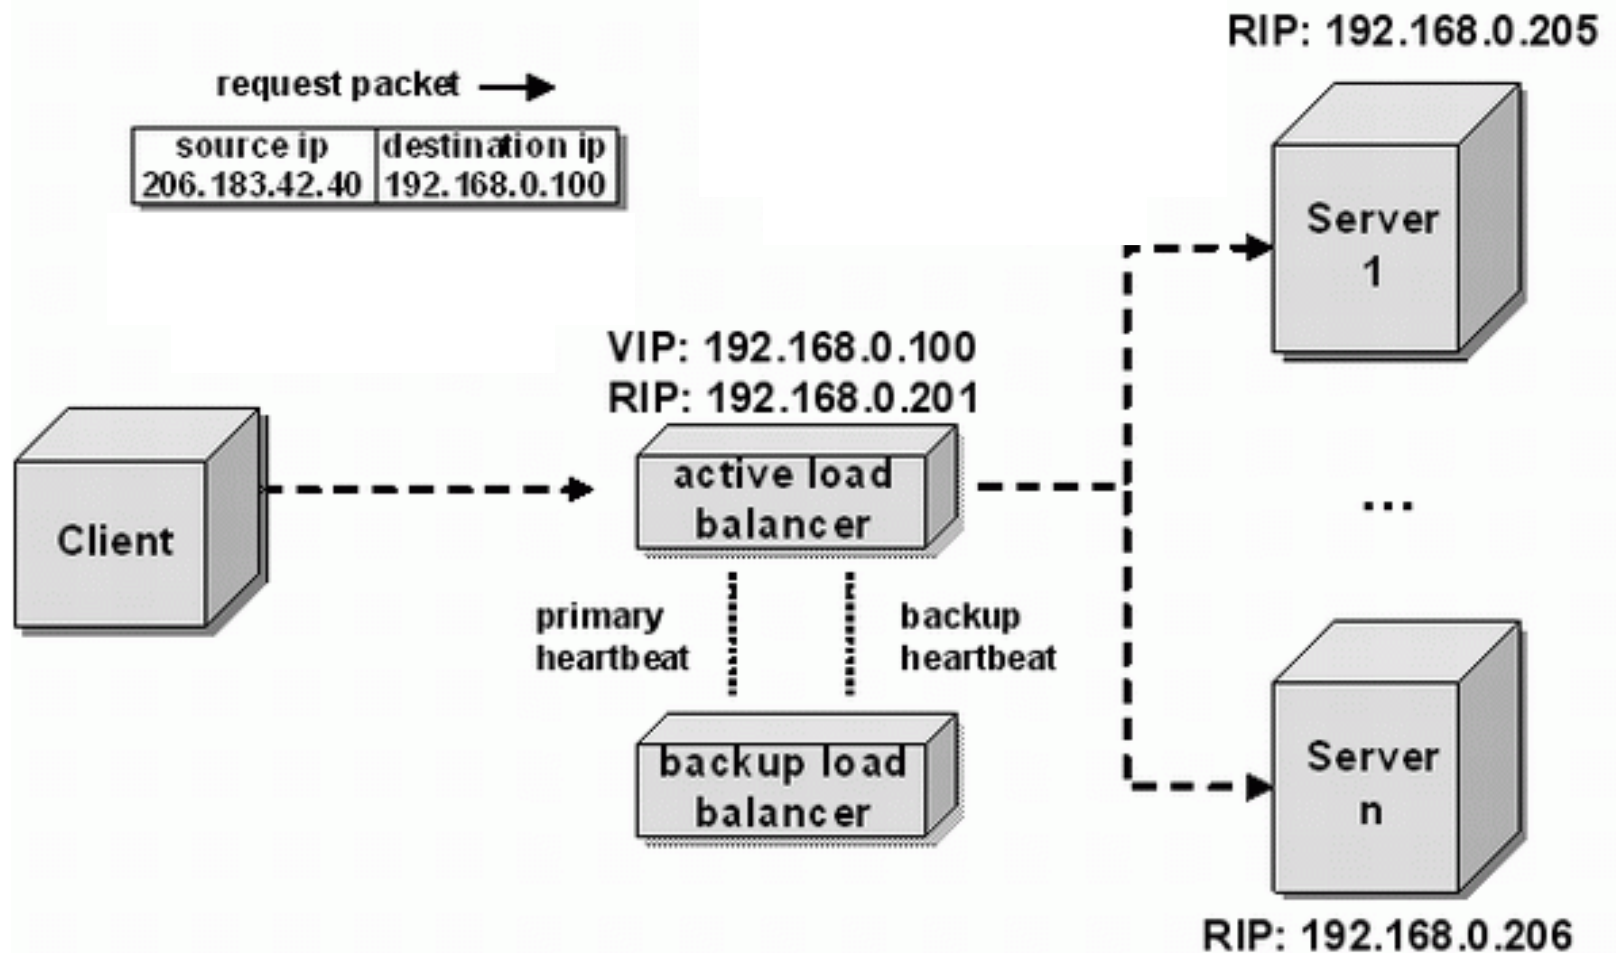 RIP: 192.168.0.205
request packet
source ip destination ip
206.183.42.40 192.168.0.100
Server
1
VIP: 192.168.0.100
RIP: 192.168.0.201
active load
balancer
Client
...
primary
heartbeat
backup
heartbeat
backup load
balancer
Server
n
RIP: 192.168.0.206